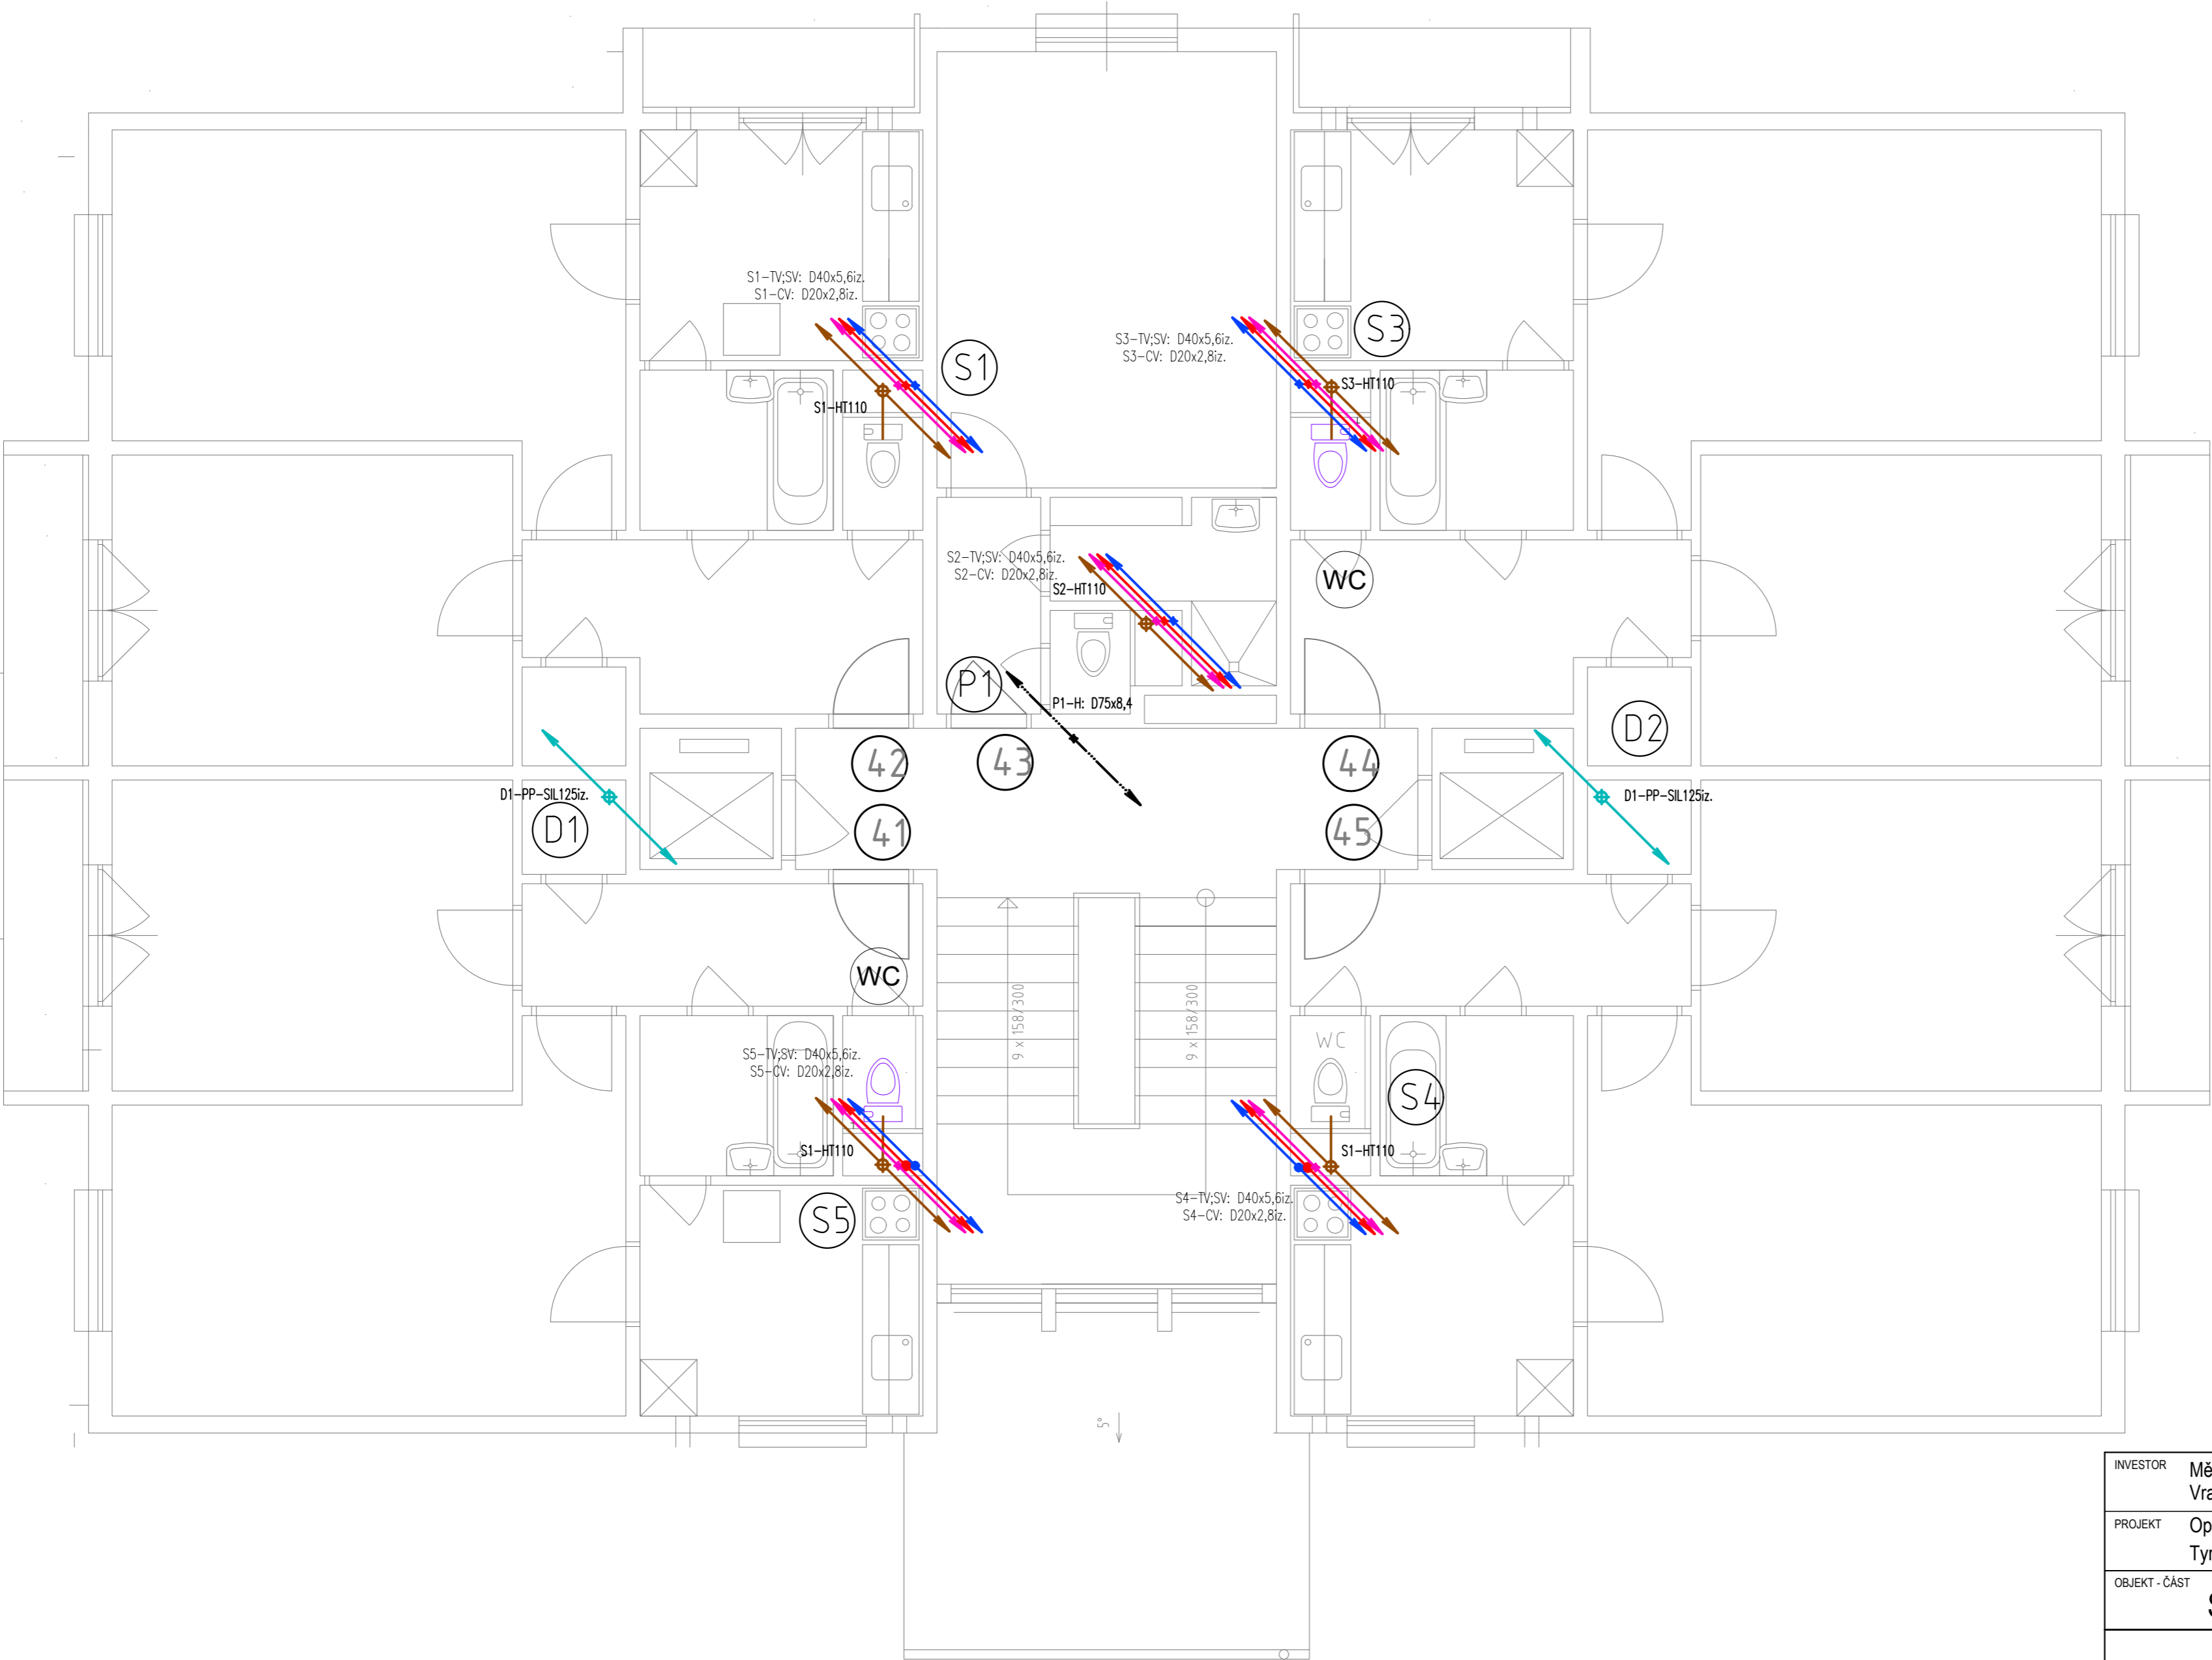 S1-TV;SV: D40x5,6iz.
S1-CV: D20x2,8iz.
S1
S1-HT110
S3-TV;SV: D40x5,6iz.
S3-CV: D20x2,8iz.
S3
S3-HT110
S2-TV;SV: D40x5,6iz.
S2-CV: D20x2,8iz.
S2-HT110
WC
P1
P1-H: D75x8,4
D2
42
43
44
D1-PP-SIL125iz.
D1-PP-SIL125iz.
D1
41
45
WC
9 x 158/300
9 x 158/300
WC
S5-TV;SV: D40x5,6iz.
S5-CV: D20x2,8iz.
S4
S1-HT110
S1-HT110
S4-TV;SV: D40x5,6iz.
S4-CV: D20x2,8iz.
S5
5°
INVESTOR
PROJEKT
OBJEKT - ČÁST